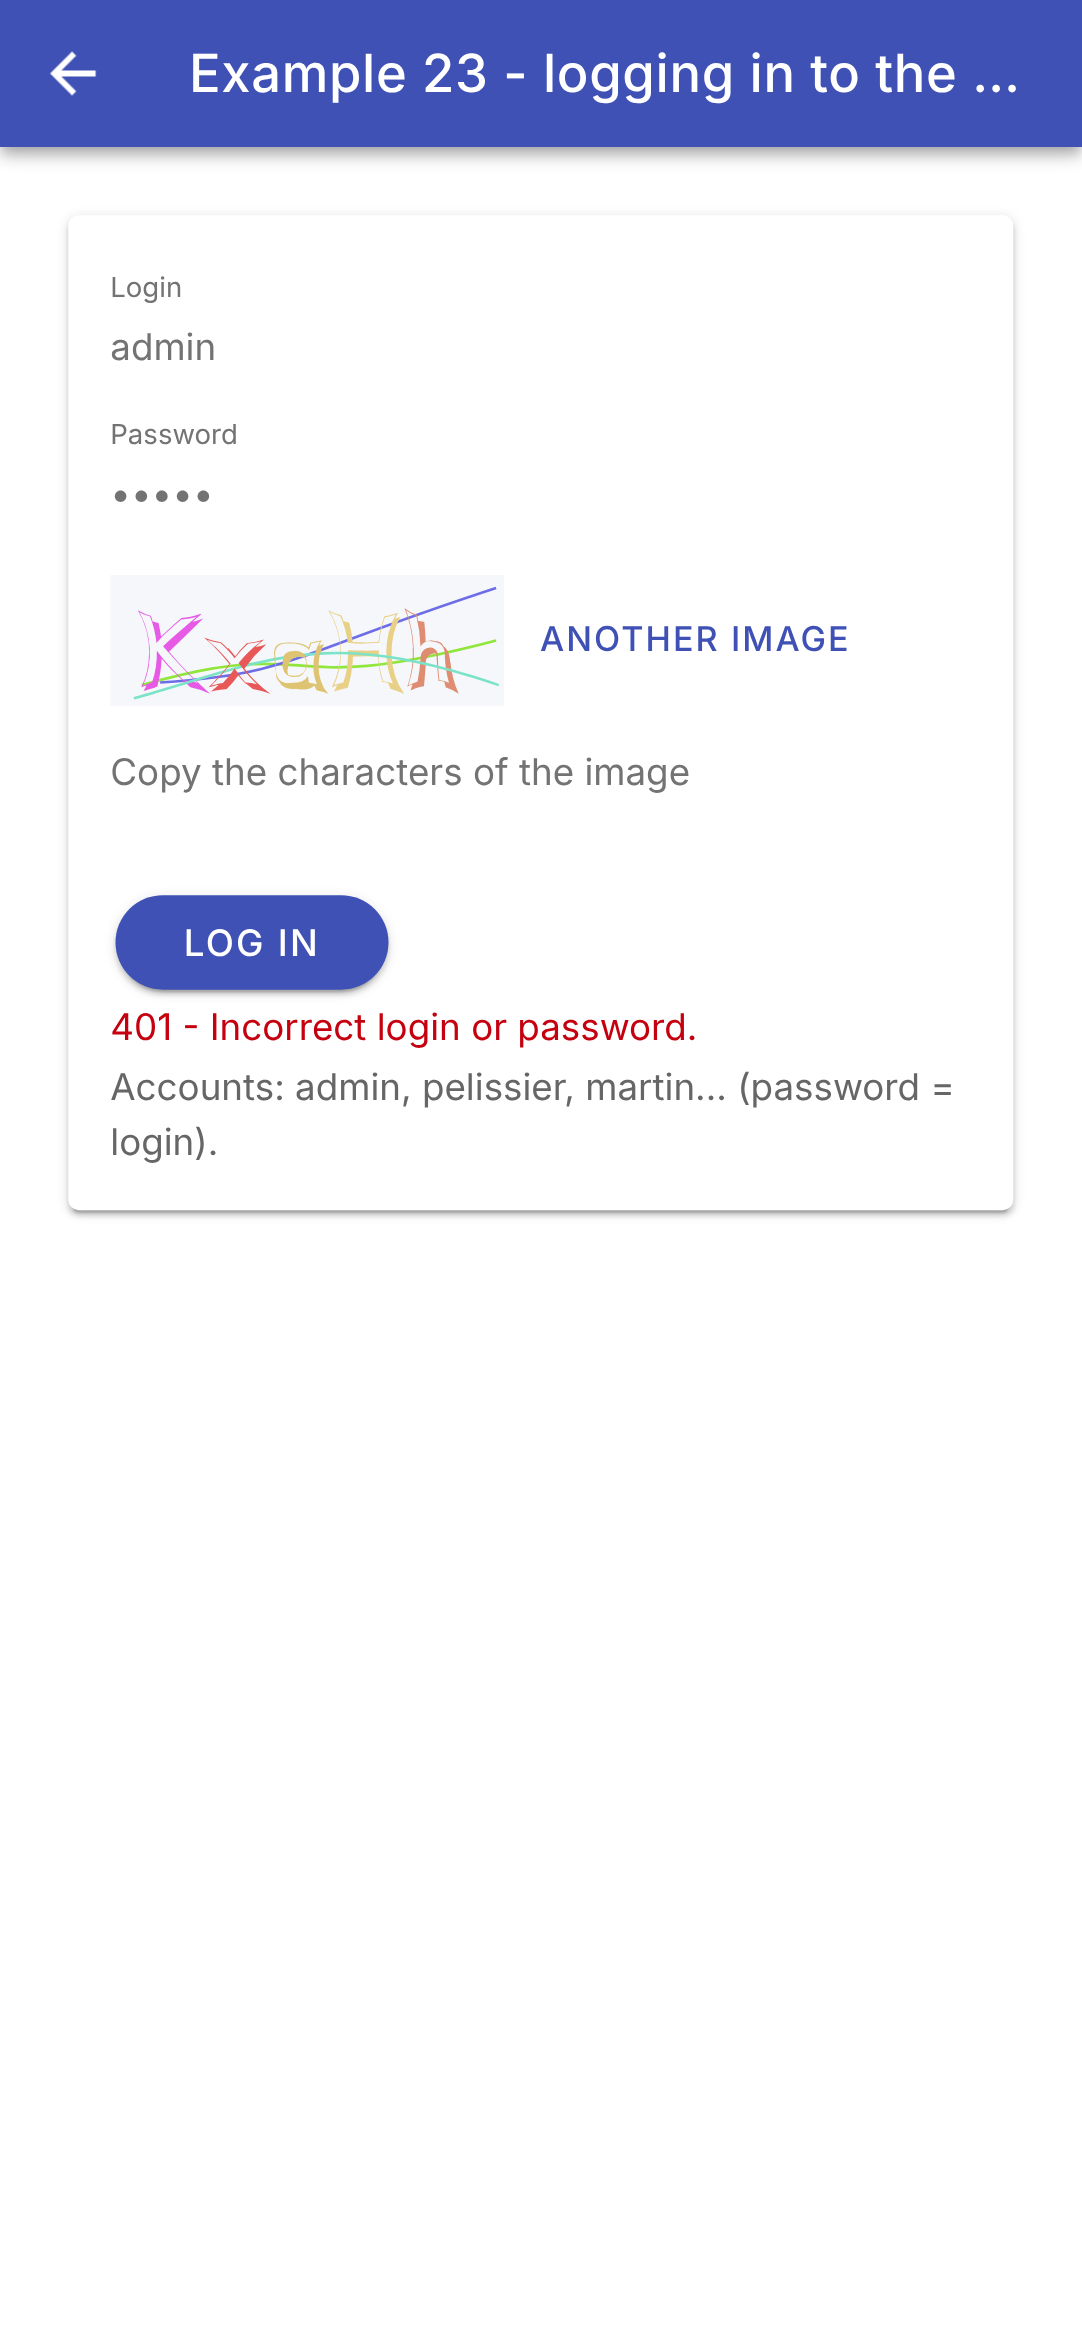 Example 23 - logging in to the ...
Login
admin
Password
•••••
KxaHh
ANOTHER IMAGE
Copy the characters of the image
LOG IN
401 - Incorrect login or password.
Accounts: admin, pelissier, martin... (password =
login).